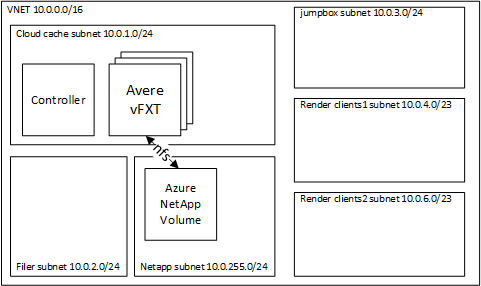 VNET 10.0.0.0/16
Cloud cache subnet 10.0.1.0/24
Controller
Avere
vFXT
nfs
Azure
NetApp
Volume
Filer subnet 10.0.2.0/24
Netapp subnet 10.0.255.0/24
jumpbox subnet 10.0.3.0/24
Render clients1 subnet 10.0.4.0/23
Render clients2 subnet 10.0.6.0/23